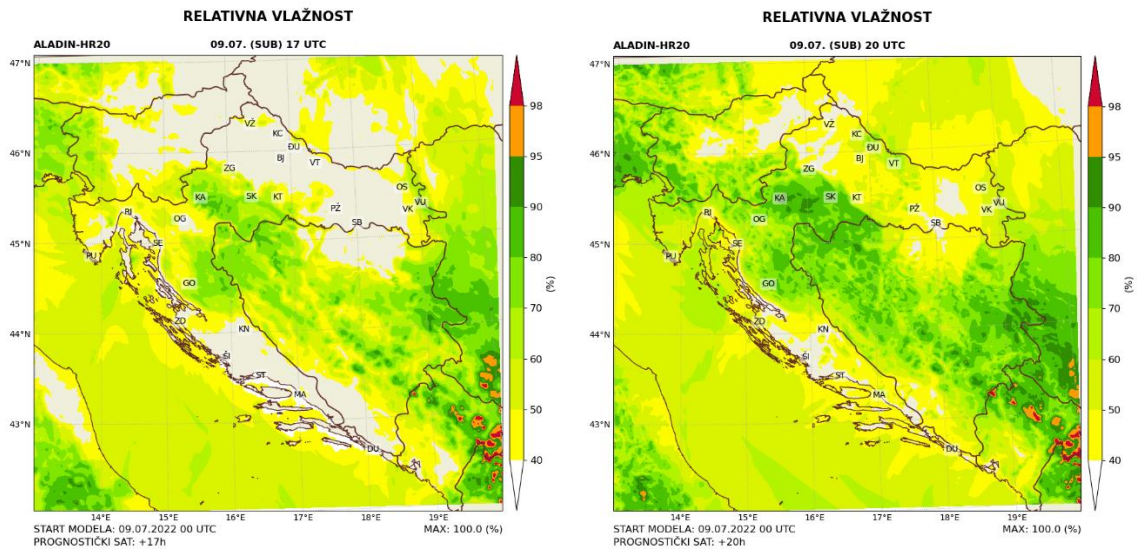 RELATIVNA VLAŽNOST
ALADIN-HR20 09.07. (SUB) 17 UTC
47°N
46°N
45°N
44°N
43°N
VŽ
KC
ĐU
BJ
VT
ZG
KA
SK
KT
OS
VU
VK
PŽ
SB
RI
OG
SE
PU
GO
ZD
KN
ŠI
ST
MA
DU
14°E 15°E 16°E 17°E 18°E 19°E
98
95
90
80
70
60
50
40
(%)
START MODELA: 09.07.2022 00 UTC MAX: 100.0 (%)
PROGNOSTIČKI SAT: +17h
RELATIVNA VLAŽNOST
ALADIN-HR20 09.07. (SUB) 20 UTC
47°N
46°N
45°N
44°N
43°N
VŽ
KC
ĐU
BJ
VT
ZG
KA
SK
KT
OS
VU
VK
PŽ
SB
RI
OG
SE
PU
GO
ZD
KN
ŠI
ST
MA
DU
14°E 15°E 16°E 17°E 18°E 19°E
98
95
90
80
70
60
50
40
(%)
START MODELA: 09.07.2022 00 UTC MAX: 100.0 (%)
PROGNOSTIČKI SAT: +20h